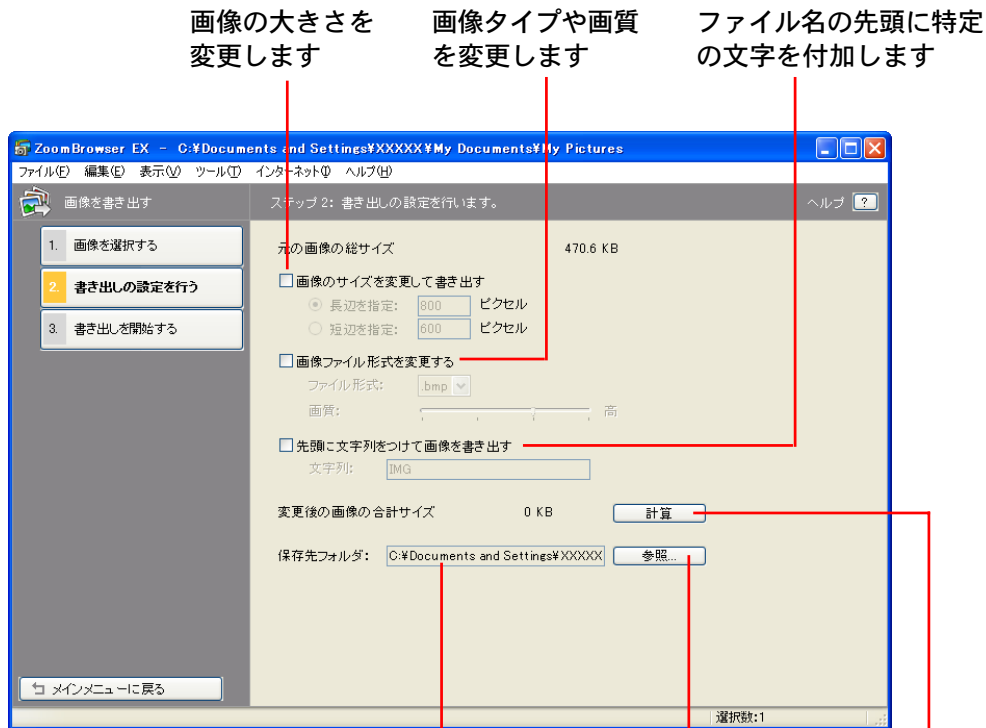 画像の大きさを
変更します
画像タイプや画質
を変更します
ファイル名の先頭に特定
の文字を付加します
ZoomBrowser EX - C:¥Documents and Settings¥XXXXX¥My Documents¥My Pictures
ファイル(F) 編集(E) 表示(V) ツール(T) インターネット(I) ヘルプ(H)
画像を書き出す
ステップ 2: 書き出しの設定を行います。
ヘルプ ?
1. 画像を選択する
2. 書き出しの設定を行う
3. 書き出しを開始する
元の画像の総サイズ 470.6 KB
画像のサイズを変更して書き出す
長辺を指定: 800 ピクセル
短辺を指定: 600 ピクセル
画像ファイル形式を変更する
ファイル形式: .bmp
画質: 高
先頭に文字列をつけて画像を書き出す
文字列: IMG
変更後の画像の合計サイズ 0 KB 計算
保存先フォルダ: C:¥Documents and Settings¥XXXXX 参照...
メインメニューに戻る
選択数:1